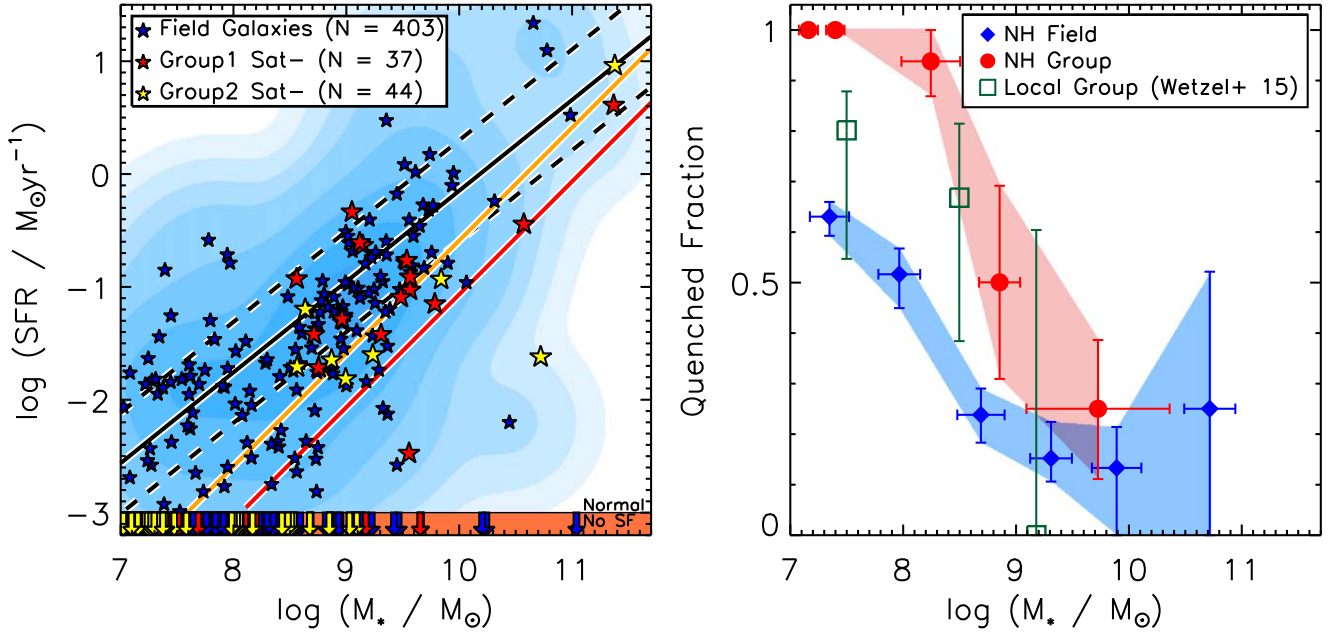 Field Galaxies (N = 403)
Group1 Sat- (N = 37)
Group2 Sat- (N = 44)
1
0
-1
-2
-3
log (SFR / M⊙yr⁻¹)
Normal
No SF
7 8 9 10 11
log (M* / M⊙)
NH Field
NH Group
Local Group (Wetzel+ 15)
1
0.5
0
Quenched Fraction
7 8 9 10 11
log (M* / M⊙)